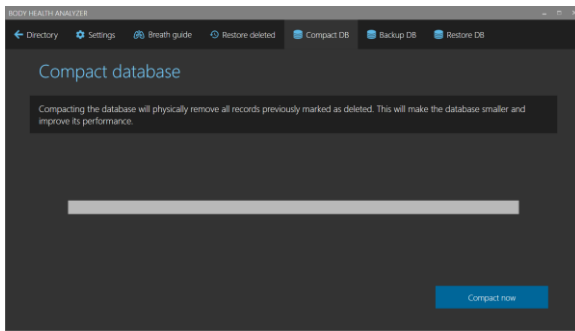 BODY HEALTH ANALYZER
Directory Settings Breath guide Restore deleted Compact DB Backup DB Restore DB
Compact database
Compacting the database will physically remove all records previously marked as deleted. This will make the database smaller and
improve its performance.
Compact now